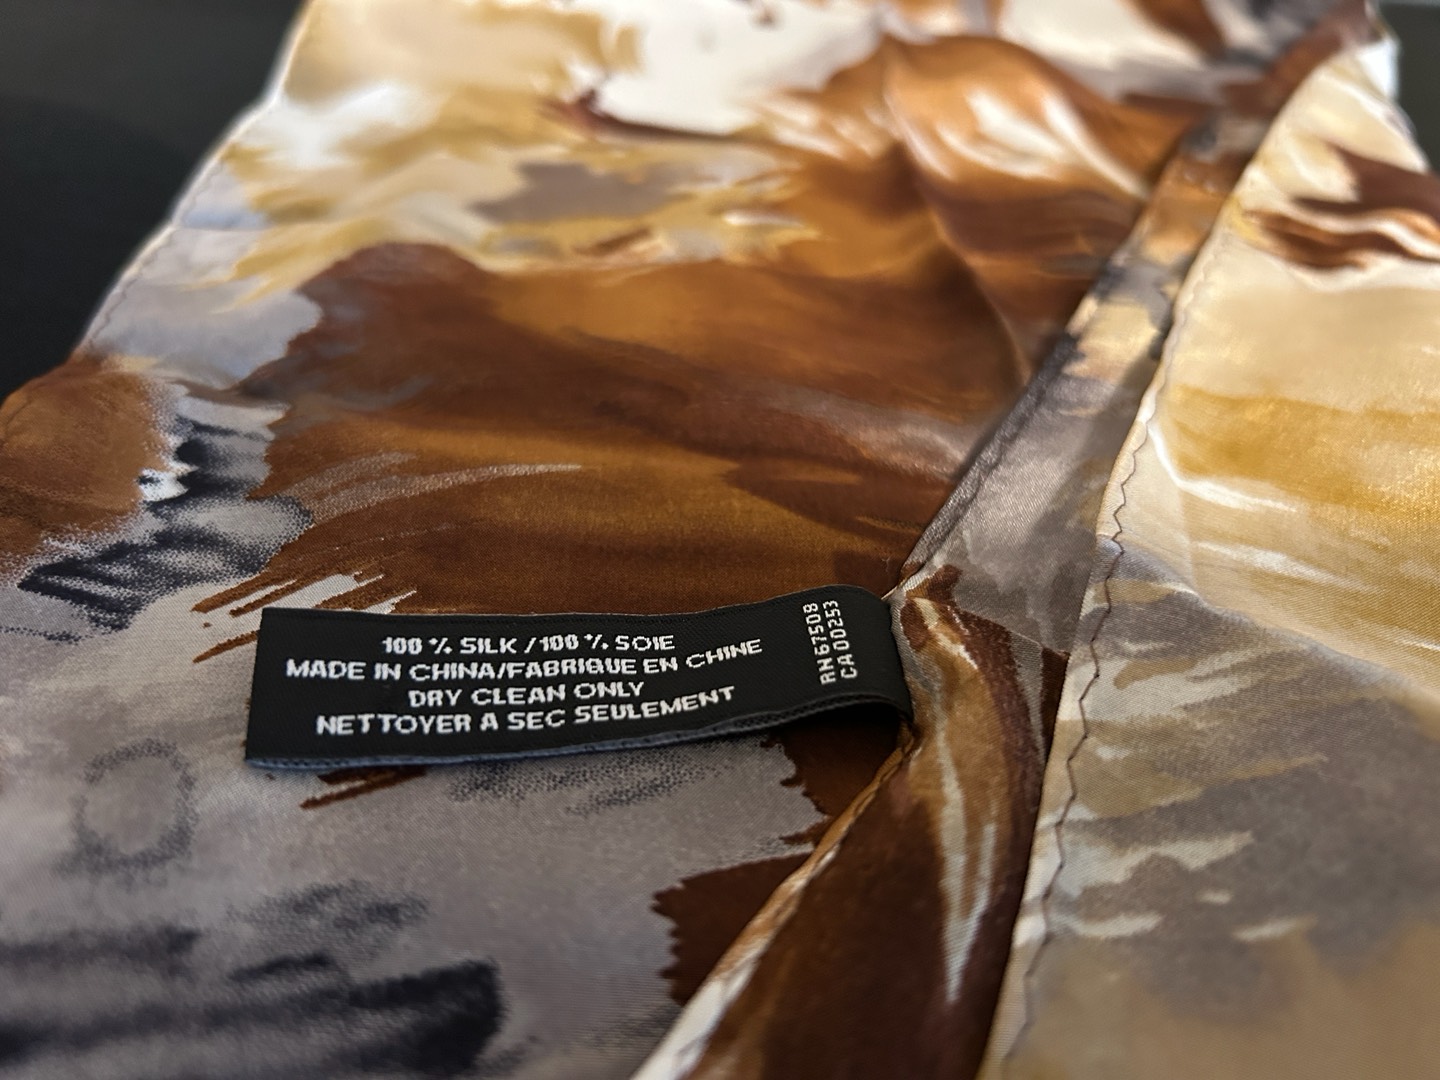 100 % SILK / 100 % SOIE
MADE IN CHINA/FABRIQUE EN CHINE
DRY CLEAN ONLY
NETTOYER A SEC SEULEMENT
RN67508
CA00253